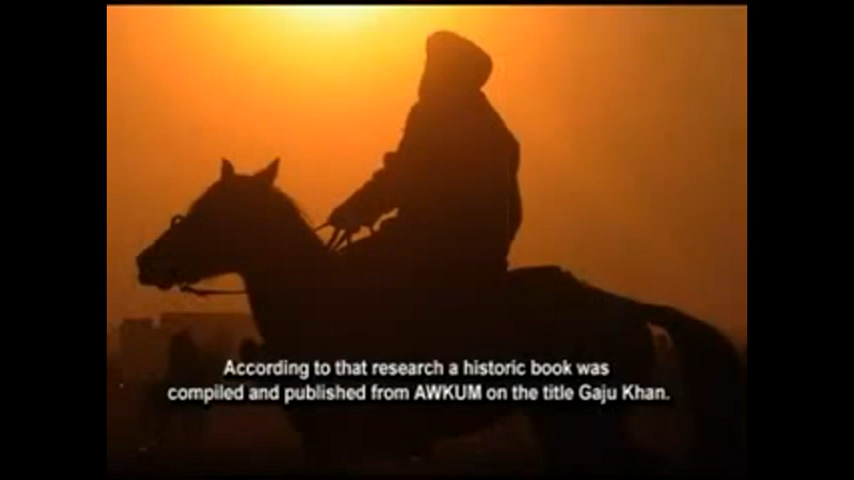 According to that research a historic book was
compiled and published from AWKUM on the title Gaju Khan.